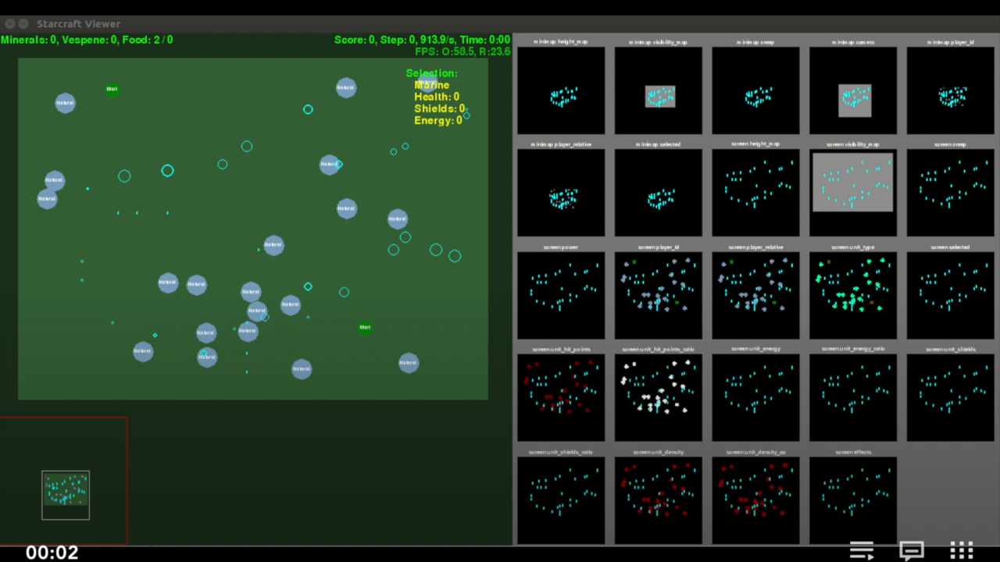 Starcraft Viewer
Minerals: 0, Vespene: 0, Food: 2 / 0
Score: 0, Step: 0, 913.9/s, Time: 0:00
FPS: O:58.5, R:23.6
Selection:
Marine
Health: 0
Shields: 0
Energy: 0
Natural
Mari
Natural
Natural
Natural
Natural
Natural
Natural
Natural
Natural
Natural
Natural
Natural
Natural
Natural
Natural
Mari
Natural
Natural
Natural
Natural
Natural
Natural
minimap height_map
minimap visibility_map
minimap creep
minimap camera
minimap player_id
minimap player_relative
minimap selected
screen height_map
screen visibility_map
screen creep
screen power
screen player_id
screen player_relative
screen unit_type
screen selected
screen unit_hit_points
screen unit_hit_points_ratio
screen unit_energy
screen unit_energy_ratio
screen unit_shields
screen unit_shields_ratio
screen unit_density
screen unit_density_aa
screen effects
00:02